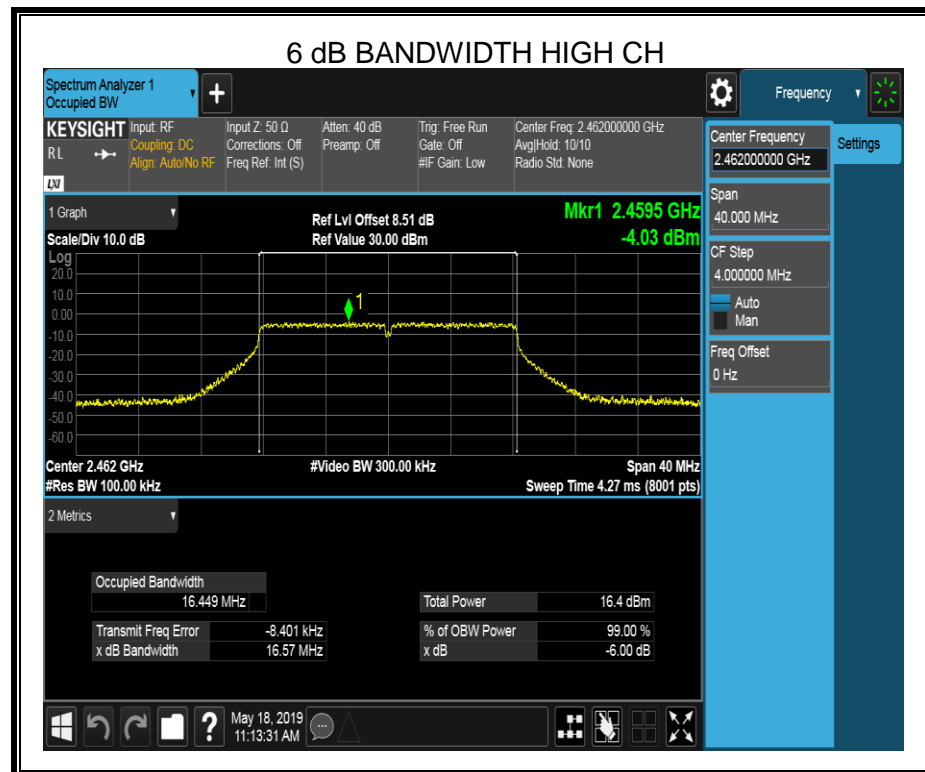 6 dB BANDWIDTH HIGH CH
Spectrum Analyzer 1
Occupied BW
+
Frequency
KEYSIGHT
RL
LXI
Input: RF
Coupling: DC
Align: Auto/No RF
Input Z: 50 Ω
Corrections: Off
Freq Ref: Int (S)
Atten: 40 dB
Preamp: Off
Trig: Free Run
Gate: Off
#IF Gain: Low
Center Freq: 2.462000000 GHz
Avg|Hold: 10/10
Radio Std: None
Center Frequency
2.462000000 GHz
Settings
Span
40.000 MHz
CF Step
4.000000 MHz
Auto
Man
Freq Offset
0 Hz
1 Graph
Scale/Div 10.0 dB
Ref Lvl Offset 8.51 dB
Ref Value 30.00 dBm
Mkr1 2.4595 GHz
-4.03 dBm
Log
20.0
10.0
0.00
-10.0
-20.0
-30.0
-40.0
-50.0
-60.0
1
Center 2.462 GHz
#Res BW 100.00 kHz
#Video BW 300.00 kHz
Span 40 MHz
Sweep Time 4.27 ms (8001 pts)
2 Metrics
Occupied Bandwidth
16.449 MHz
Total Power 16.4 dBm
Transmit Freq Error -8.401 kHz
% of OBW Power 99.00 %
x dB Bandwidth 16.57 MHz
x dB -6.00 dB
?
May 18, 2019
11:13:31 AM